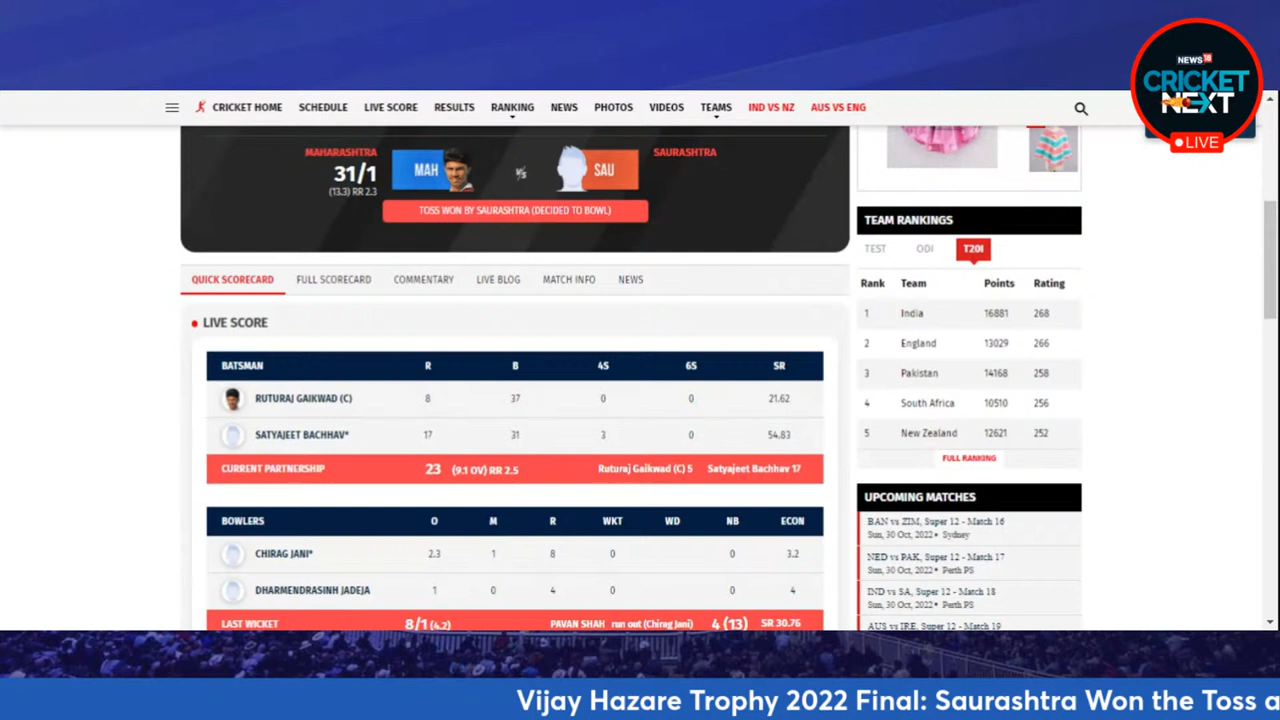 NEWS18
CRICKET
NEXT
LIVE
CRICKET HOME SCHEDULE LIVE SCORE RESULTS RANKING NEWS PHOTOS VIDEOS TEAMS IND VS NZ AUS VS ENG
MAHARASHTRA
31/1
(13.3) RR 2.3
MAH
V/S
SAU
SAURASHTRA
TOSS WON BY SAURASHTRA (DECIDED TO BOWL)
QUICK SCORECARD FULL SCORECARD COMMENTARY LIVE BLOG MATCH INFO NEWS
LIVE SCORE
BATSMAN R B 4S 6S SR
RUTURAJ GAIKWAD (C) 8 37 0 0 21.62
SATYAJEET BACHHAV* 17 31 3 0 54.83
CURRENT PARTNERSHIP 23 (9.1 OV) RR 2.5 Ruturaj Gaikwad (C) 5 Satyajeet Bachhav 17
BOWLERS O M R WKT WD NB ECON
CHIRAG JANI* 2.3 1 8 0 0 3.2
DHARMENDRASINH JADEJA 1 0 4 0 0 4
LAST WICKET 8/1 (4.2) PAVAN SHAH run out (Chirag Jani) 4 (13) SR 30.76
TEAM RANKINGS
TEST ODI T20I
Rank Team Points Rating
1 India 16881 268
2 England 13029 266
3 Pakistan 14168 258
4 South Africa 10510 256
5 New Zealand 12621 252
FULL RANKING
UPCOMING MATCHES
BAN vs ZIM, Super 12 - Match 16
Sun, 30 Oct, 2022• Sydney
NED vs PAK, Super 12 - Match 17
Sun, 30 Oct, 2022• Perth PS
IND vs SA, Super 12 - Match 18
Sun, 30 Oct, 2022• Perth PS
AUS vs IRE, Super 12 - Match 19
Vijay Hazare Trophy 2022 Final: Saurashtra Won the Toss a